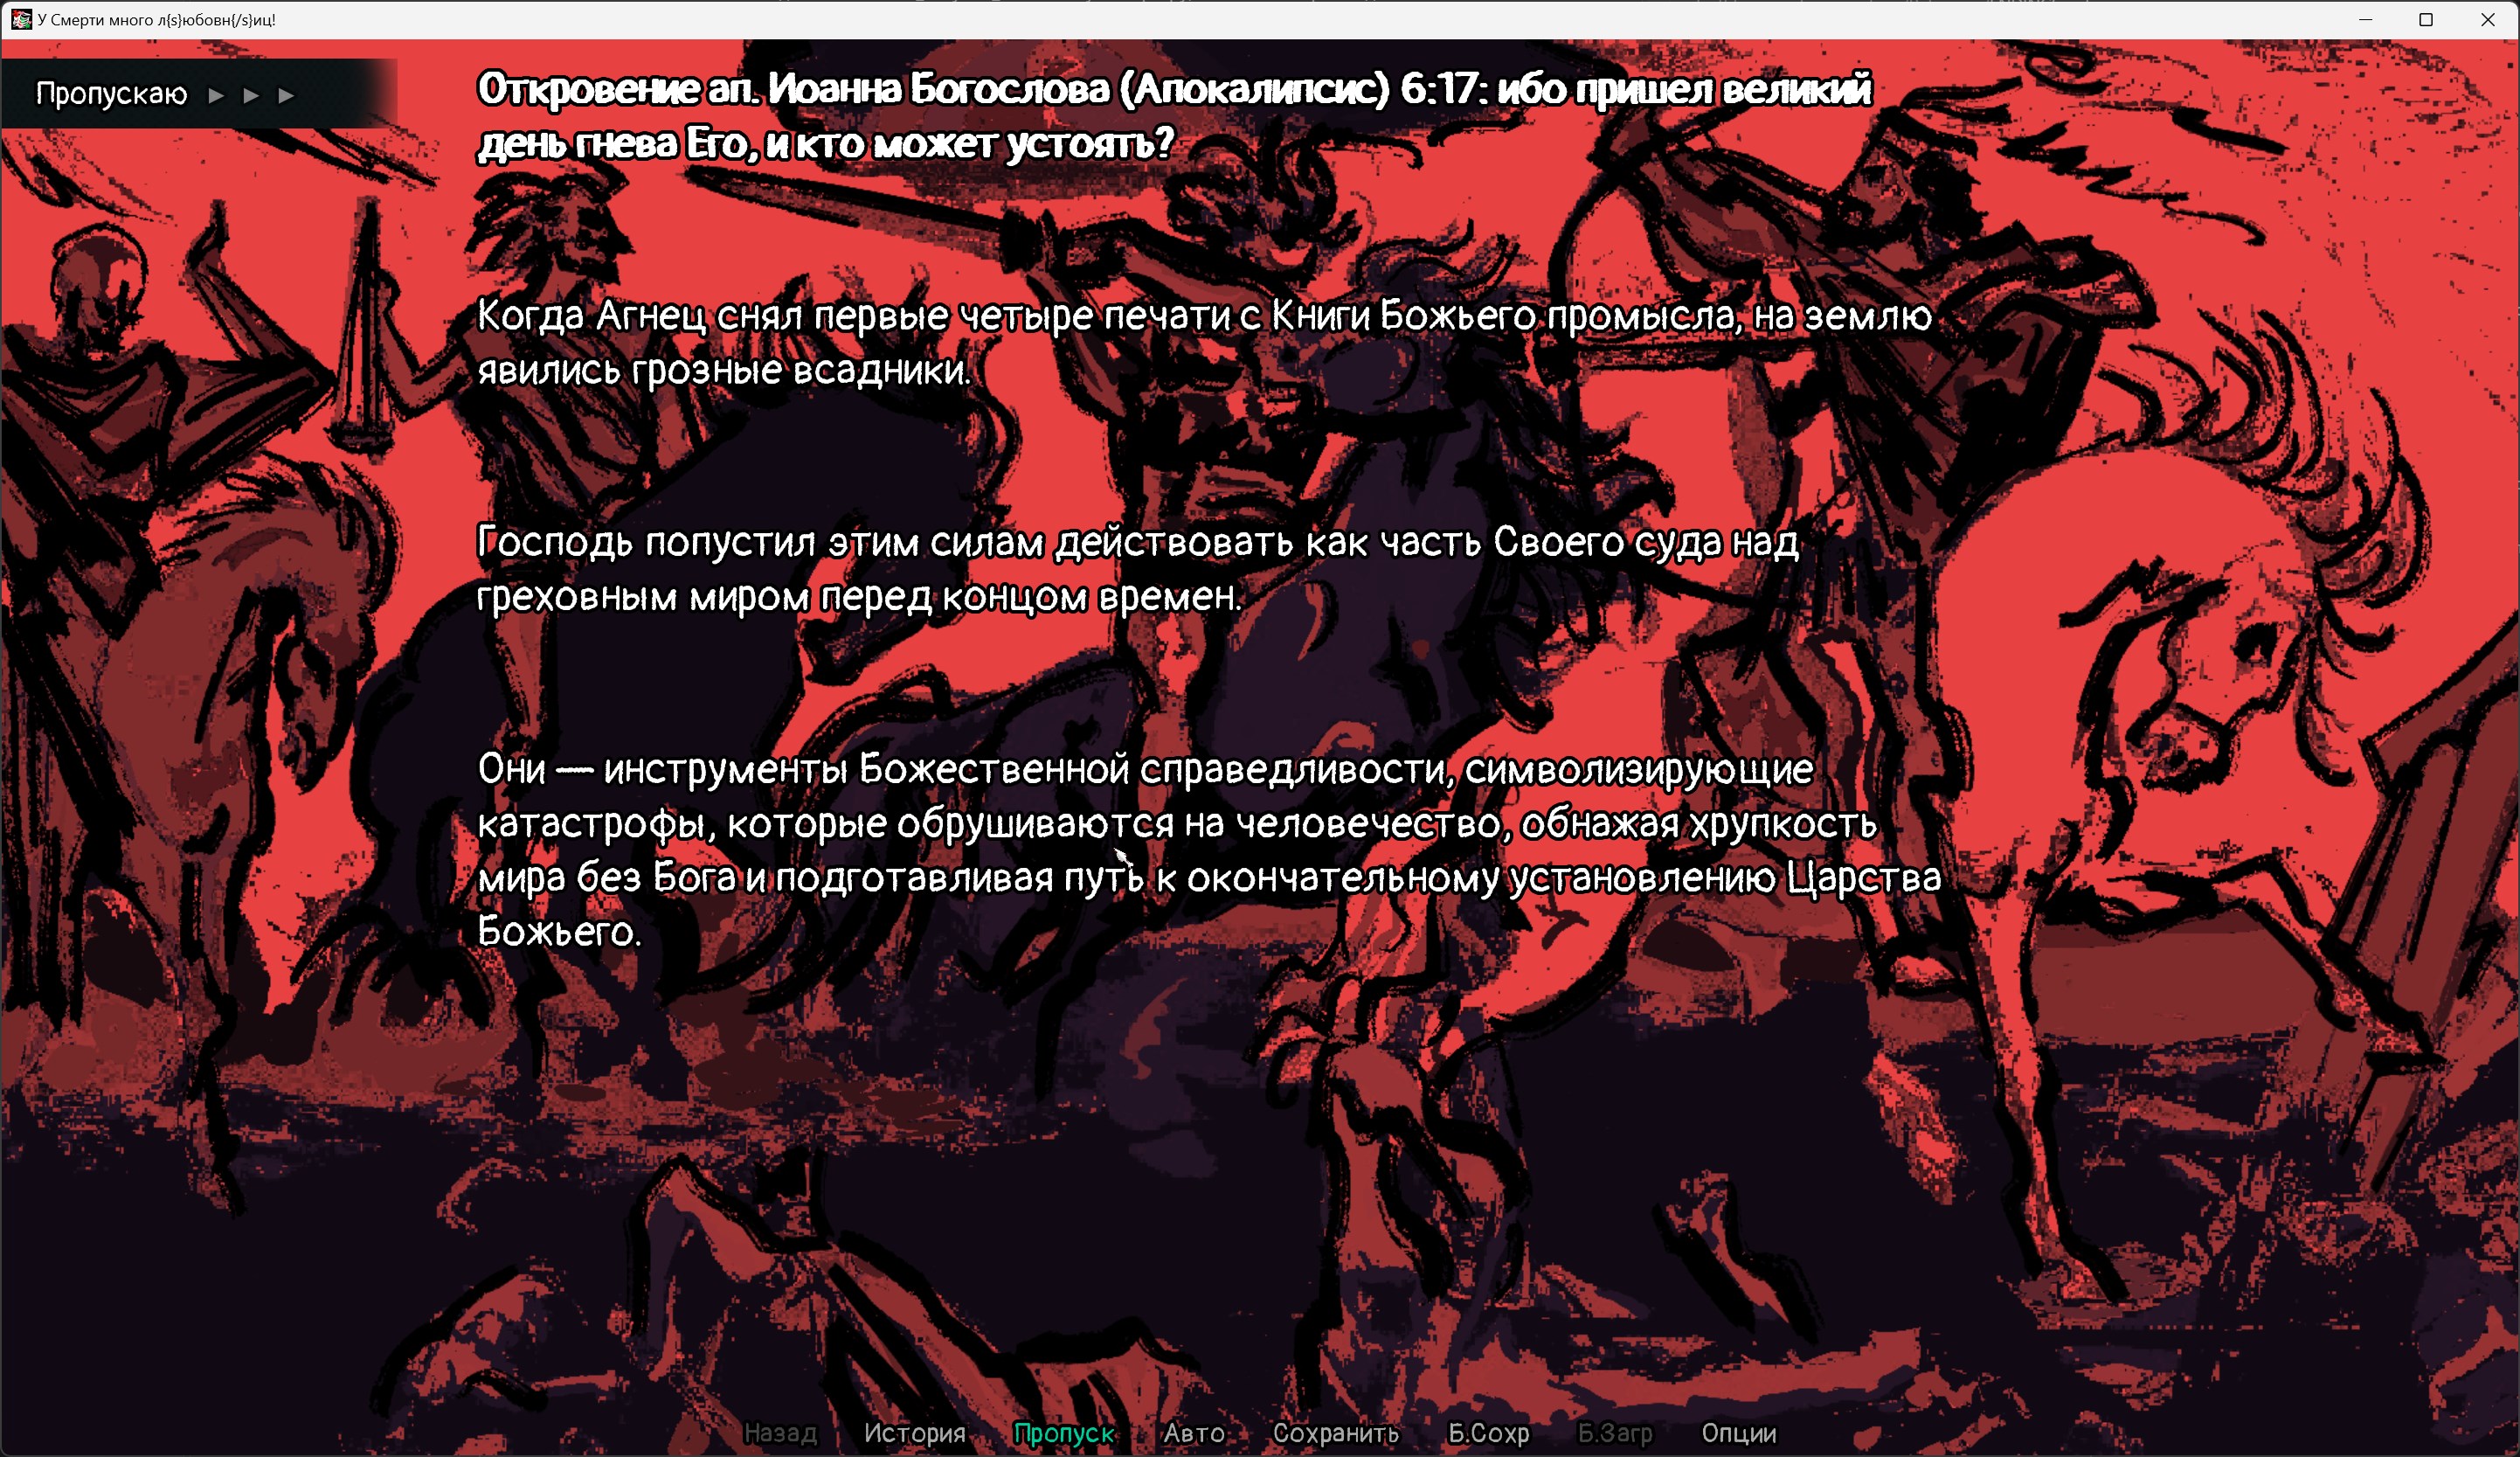 У Смерти много л{s}юбовн{/s}иц!
Пропускаю
Откровение ап. Иоанна Богослова (Апокалипсис) 6:17: ибо пришел великий
день гнева Его, и кто может устоять?
Когда Агнец снял первые четыре печати с Книги Божьего промысла, на землю
явились грозные всадники.
Господь попустил этим силам действовать как часть Своего суда над
греховным миром перед концом времен.
Они — инструменты Божественной справедливости, символизирующие
катастрофы, которые обрушиваются на человечество, обнажая хрупкость
мира без Бога и подготавливая путь к окончательному установлению Царства
Божьего.
Назад История Пропуск Авто Сохранить Б.Сохр Б.Загр Опции